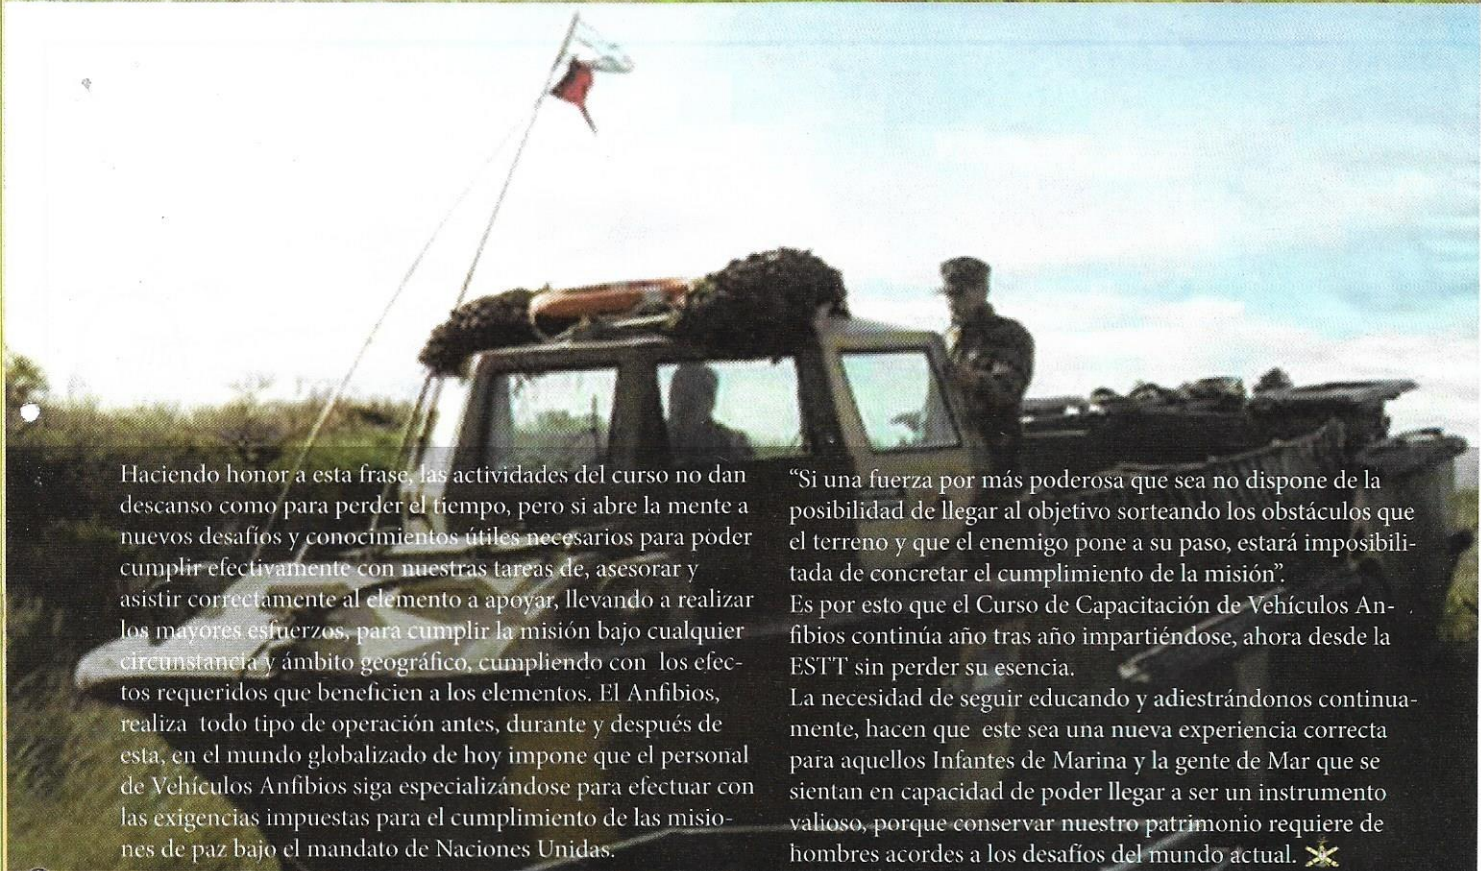 Haciendo honor a esta frase, las actividades del curso no dan
descanso como para perder el tiempo, pero si abre la mente a
nuevos desafíos y conocimientos útiles necesarios para poder
cumplir efectivamente con nuestras tareas de, asesorar y
asistir correctamente al elemento a apoyar, llevando a realizar
los mayores esfuerzos, para cumplir la misión bajo cualquier
circunstancia y ámbito geográfico, cumpliendo con los efec-
tos requeridos que beneficien a los elementos. El Anfibios,
realiza todo tipo de operación antes, durante y después de
esta, en el mundo globalizado de hoy impone que el personal
de Vehículos Anfibios siga especializándose para efectuar con
las exigencias impuestas para el cumplimiento de las misio-
nes de paz bajo el mandato de Naciones Unidas.
“Si una fuerza por más poderosa que sea no dispone de la
posibilidad de llegar al objetivo sorteando los obstáculos que
el terreno y que el enemigo pone a su paso, estará imposibili-
tada de concretar el cumplimiento de la misión”.
Es por esto que el Curso de Capacitación de Vehículos An-
fibios continúa año tras año impartiéndose, ahora desde la
ESTT sin perder su esencia.
La necesidad de seguir educando y adiestrándonos continua-
mente, hacen que este sea una nueva experiencia correcta
para aquellos Infantes de Marina y la gente de Mar que se
sientan en capacidad de poder llegar a ser un instrumento
valioso, porque conservar nuestro patrimonio requiere de
hombres acordes a los desafíos del mundo actual.